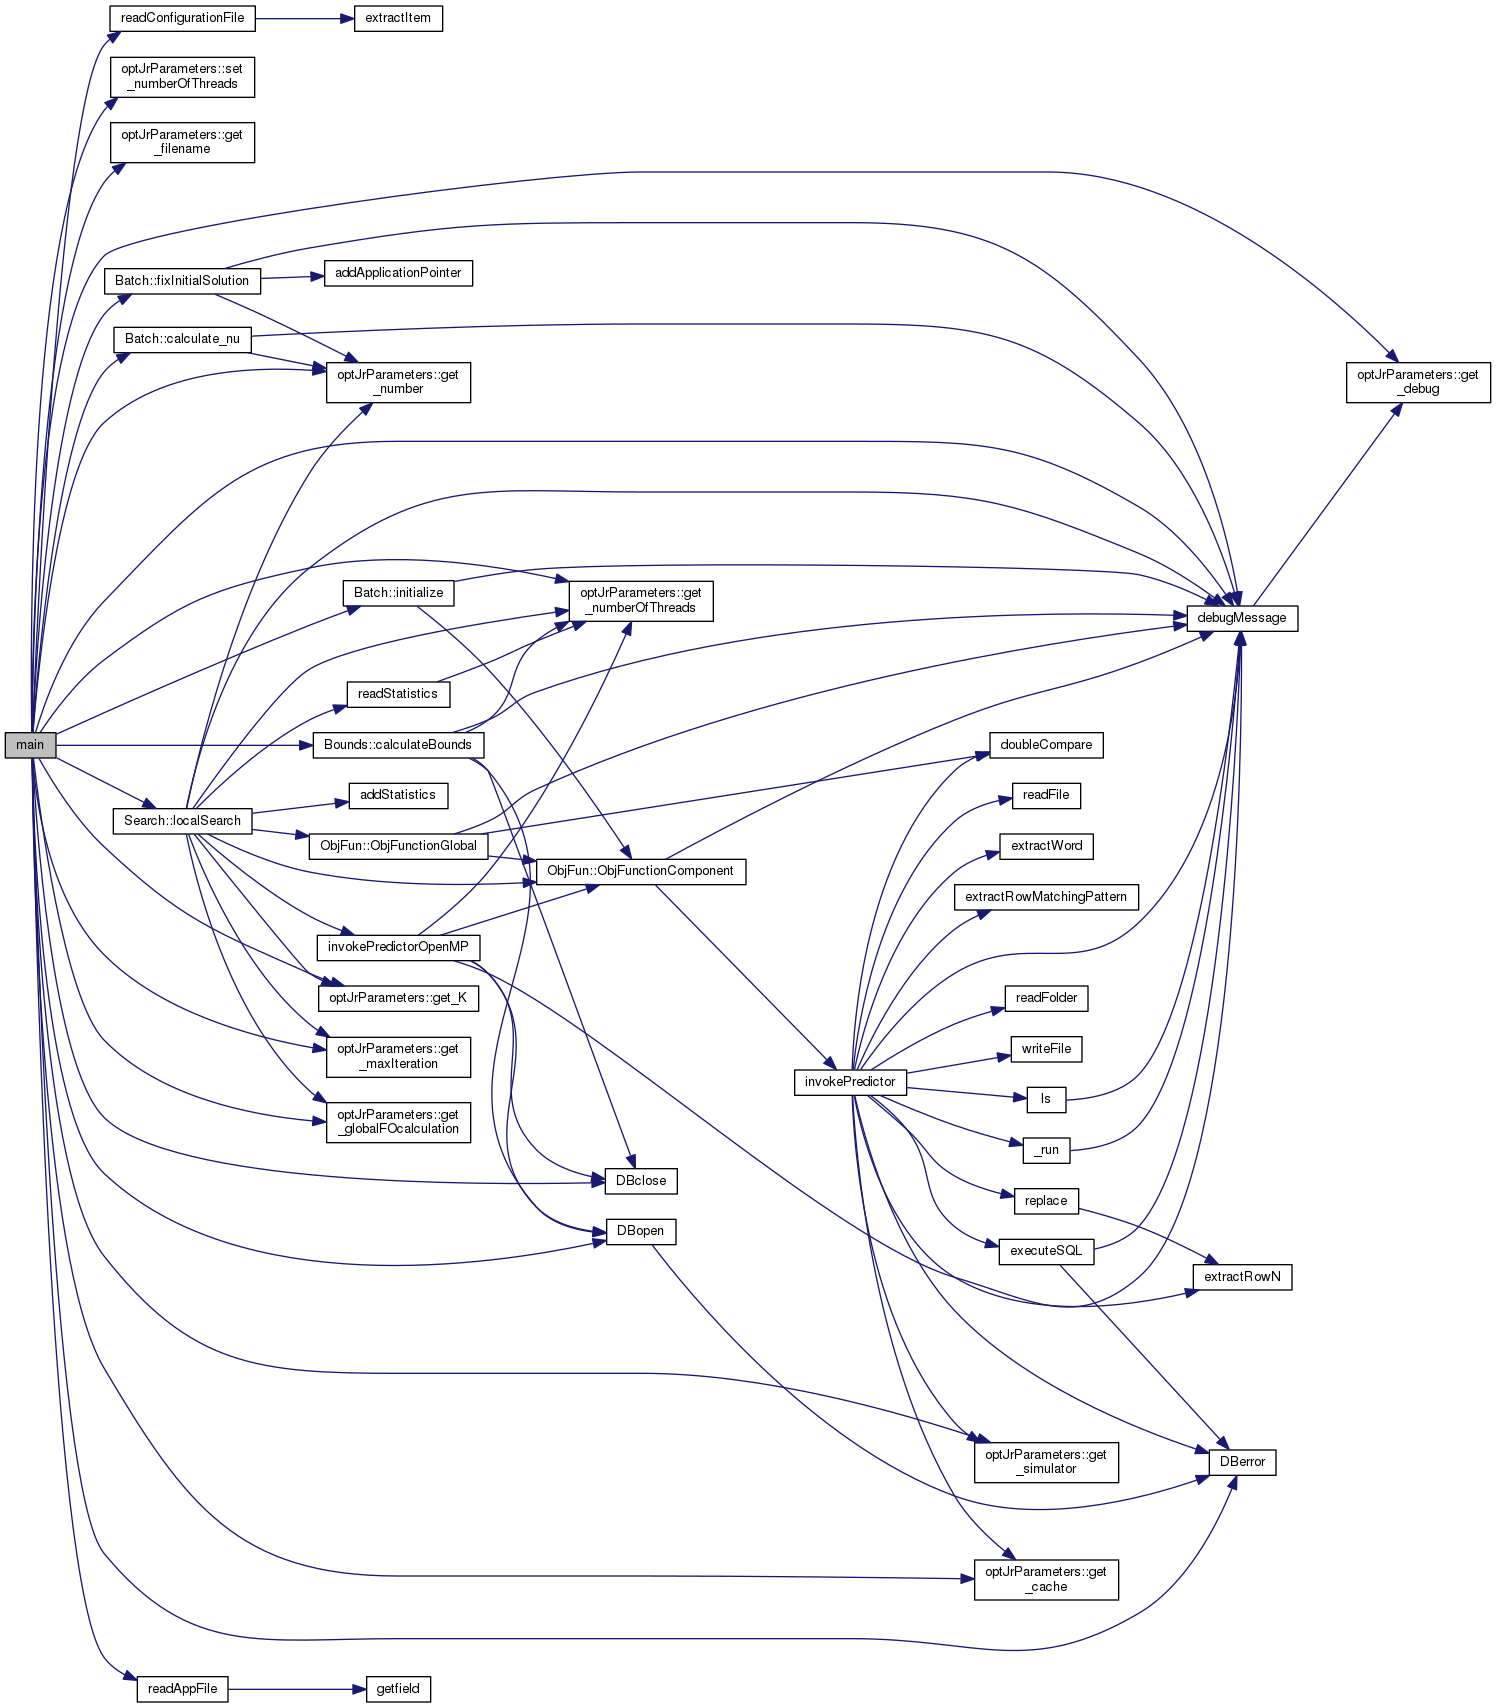 readConfigurationFile
extractItem
optJrParameters::set
_numberOfThreads
optJrParameters::get
_filename
Batch::fixInitialSolution
addApplicationPointer
Batch::calculate_nu
optJrParameters::get
_number
optJrParameters::get
_debug
Batch::initialize
optJrParameters::get
_numberOfThreads
debugMessage
readStatistics
main
Bounds::calculateBounds
doubleCompare
addStatistics
readFile
Search::localSearch
ObjFun::ObjFunctionGlobal
extractWord
ObjFun::ObjFunctionComponent
extractRowMatchingPattern
invokePredictorOpenMP
optJrParameters::get_K
readFolder
optJrParameters::get
_maxIteration
writeFile
invokePredictor
ls
optJrParameters::get
_globalFOcalculation
_run
DBclose
replace
DBopen
executeSQL
extractRowN
optJrParameters::get
_simulator
DBerror
optJrParameters::get
_cache
readAppFile
getfield